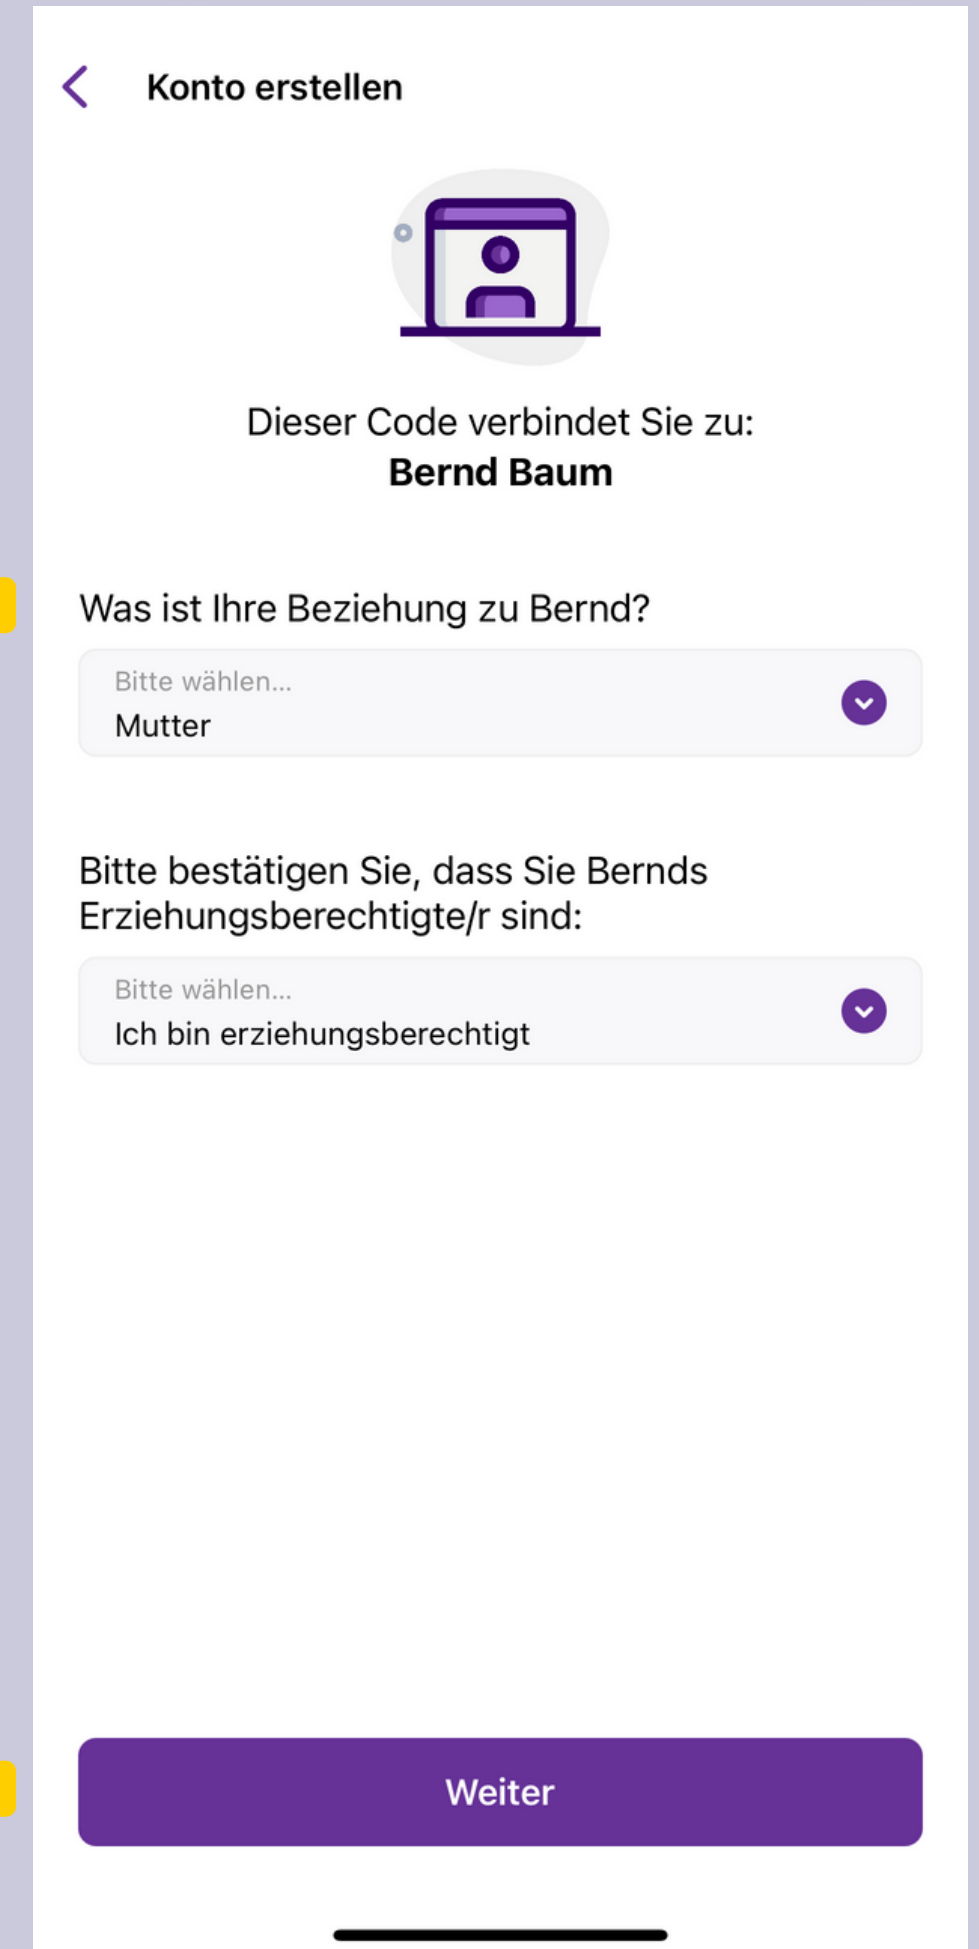 Konto erstellen
Dieser Code verbindet Sie zu:
Bernd Baum
Was ist Ihre Beziehung zu Bernd?
Bitte wählen...
Mutter
Bitte bestätigen Sie, dass Sie Bernds
Erziehungsberechtigte/r sind:
Bitte wählen...
Ich bin erziehungsberechtigt
Weiter